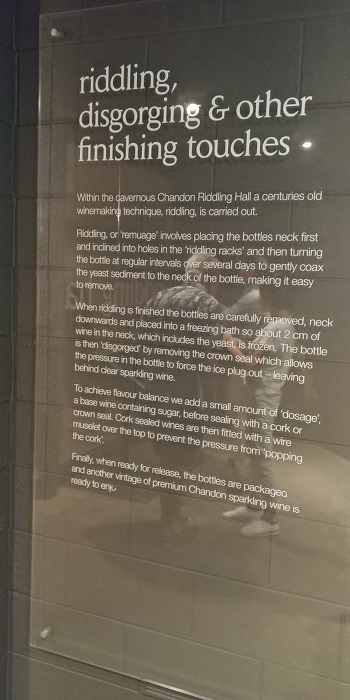 riddling,
disgorging & other
finishing touches
Within the cavernous Chandon Riddling Hall a centuries old
winemaking technique, riddling, is carried out.
Riddling, or 'remuage' involves placing the bottles neck first
and inclined into holes in the 'riddling racks' and then turning
the bottle at regular intervals over several days to gently coax
the yeast sediment to the neck of the bottle, making it easy
to remove.
When riddling is finished the bottles are carefully removed, neck
downwards and placed into a freezing bath so about 2 cm of
wine in the neck, which includes the yeast, is frozen. The bottle
is then 'disgorged' by removing the crown seal which allows
the pressure in the bottle to force the ice plug out – leaving
behind clear sparkling wine.
To achieve flavour balance we add a small amount of 'dosage',
a base wine containing sugar, before sealing with a cork or
crown seal. Cork sealed wines are then fitted with a wire
muselet over the top to prevent the pressure from 'popping
the cork'.
Finally, when ready for release, the bottles are packaged
and another vintage of premium Chandon sparkling wine is
ready to